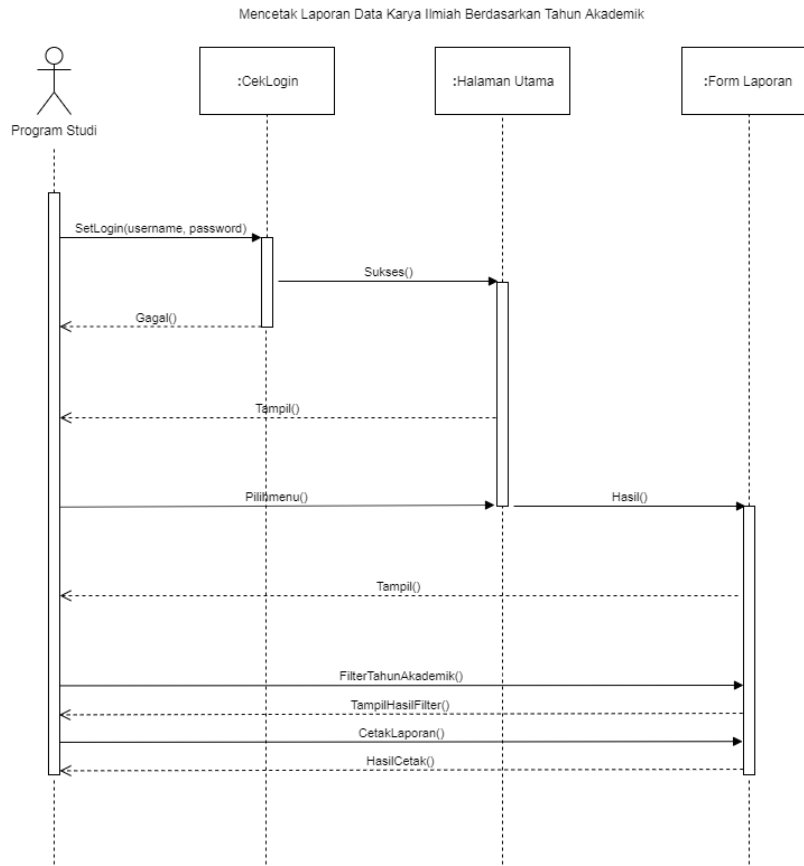 Mencetak Laporan Data Karya Ilmiah Berdasarkan Tahun Akademik
:CekLogin
:Halaman Utama
:Form Laporan
Program Studi
SetLogin(username, password)
Sukses()
Gagal()
Tampil()
Pilihmenu()
Hasil()
Tampil()
FilterTahunAkademik()
TampilHasilFilter()
CetakLaporan()
HasilCetak()